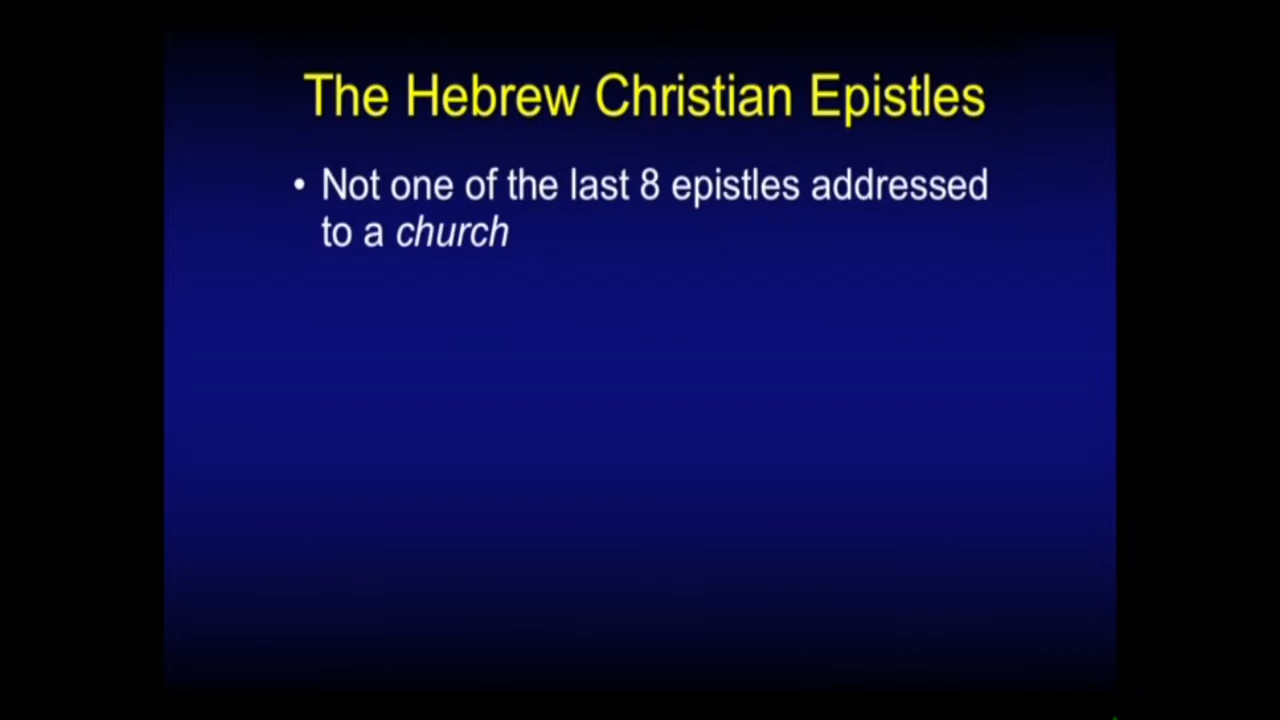 The Hebrew Christian Epistles
• Not one of the last 8 epistles addressed
to a church